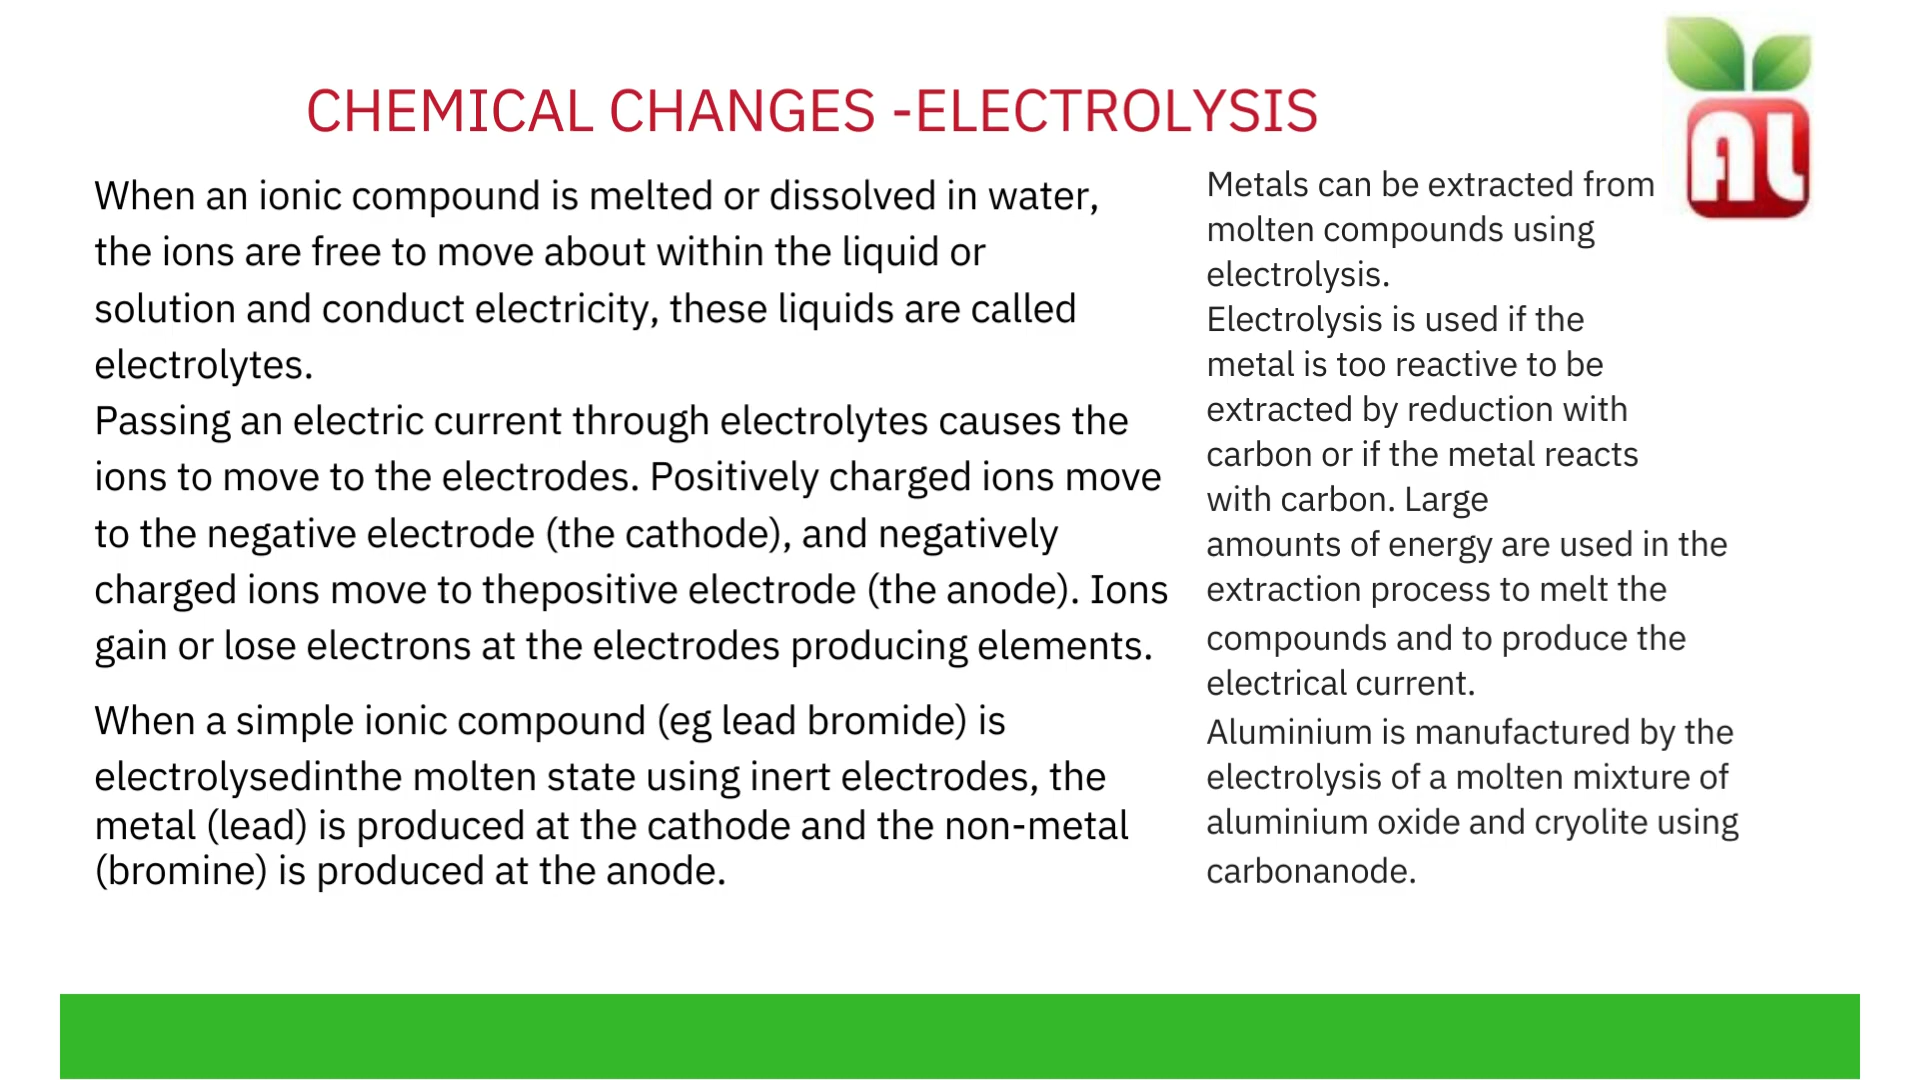 CHEMICAL CHANGES -ELECTROLYSIS
AL
When an ionic compound is melted or dissolved in water,
the ions are free to move about within the liquid or
solution and conduct electricity, these liquids are called
electrolytes.
Passing an electric current through electrolytes causes the
ions to move to the electrodes. Positively charged ions move
to the negative electrode (the cathode), and negatively
charged ions move to thepositive electrode (the anode). Ions
gain or lose electrons at the electrodes producing elements.
When a simple ionic compound (eg lead bromide) is
electrolysedinthe molten state using inert electrodes, the
metal (lead) is produced at the cathode and the non-metal
(bromine) is produced at the anode.
Metals can be extracted from
molten compounds using
electrolysis.
Electrolysis is used if the
metal is too reactive to be
extracted by reduction with
carbon or if the metal reacts
with carbon. Large
amounts of energy are used in the
extraction process to melt the
compounds and to produce the
electrical current.
Aluminium is manufactured by the
electrolysis of a molten mixture of
aluminium oxide and cryolite using
carbonanode.